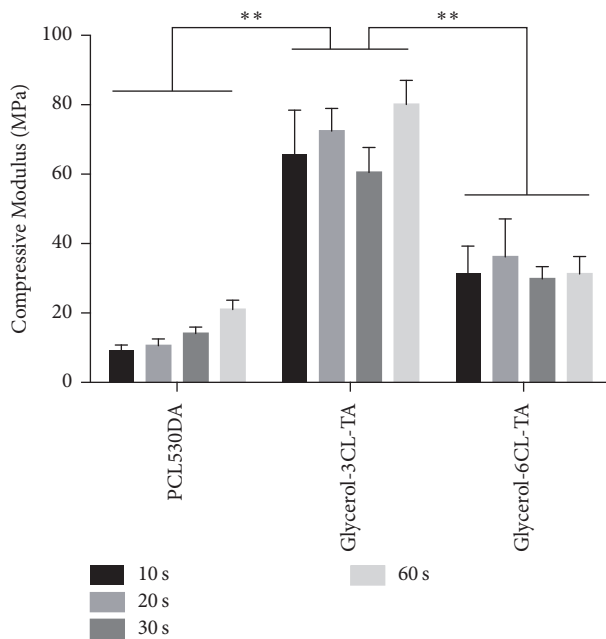 **
**
100
80
60
40
20
0
Compressive Modulus (MPa)
PCL530DA
Glycerol-3CL-TA
Glycerol-6CL-TA
10 s
20 s
30 s
60 s